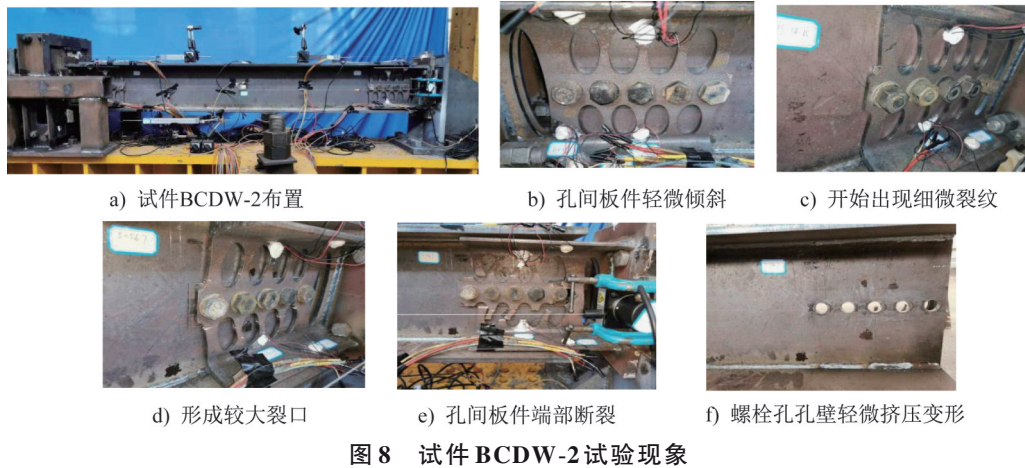 a) 试件BCDW-2布置
b) 孔间板件轻微倾斜
c) 开始出现细微裂纹
d) 形成较大裂口
e) 孔间板件端部断裂
f) 螺栓孔孔壁轻微挤压变形
图8 试件BCDW-2试验现象